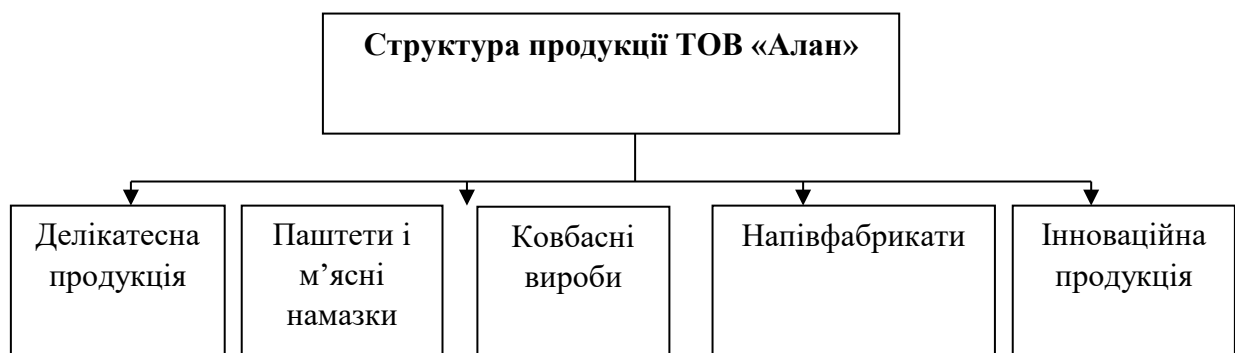 Структура продукції ТОВ «Алан»
Делікатесна
продукція
Паштети і
м’ясні
намазки
Ковбасні
вироби
Напівфабрикати
Інноваційна
продукція